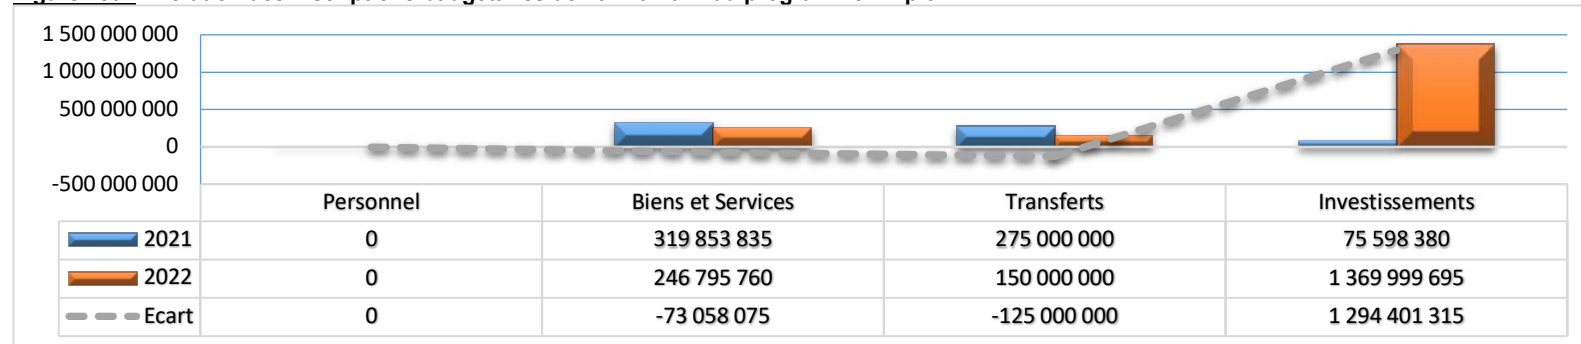 1 500 000 000
1 000 000 000
500 000 000
0
-500 000 000
Personnel Biens et Services Transferts Investissements
2021 0 319 853 835 275 000 000 75 598 380
2022 0 246 795 760 150 000 000 1 369 999 695
Ecart 0 -73 058 075 -125 000 000 1 294 401 315